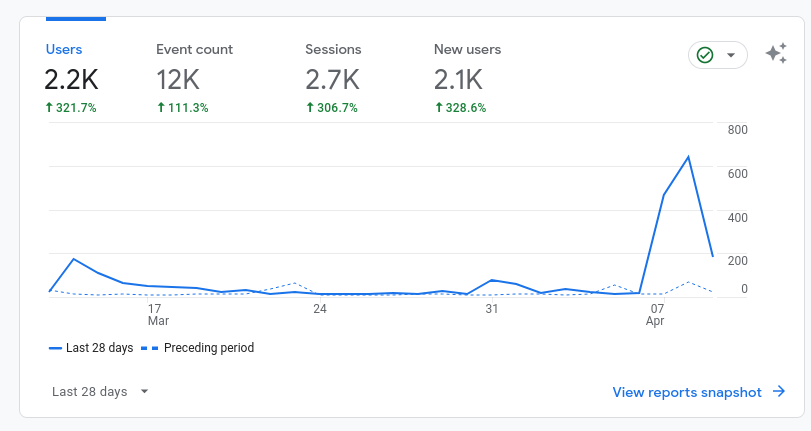 Users
2.2K
321.7%
Event count
12K
111.3%
Sessions
2.7K
306.7%
New users
2.1K
328.6%
800
600
400
200
0
17
Mar
24
31
07
Apr
Last 28 days
Preceding period
Last 28 days
View reports snapshot